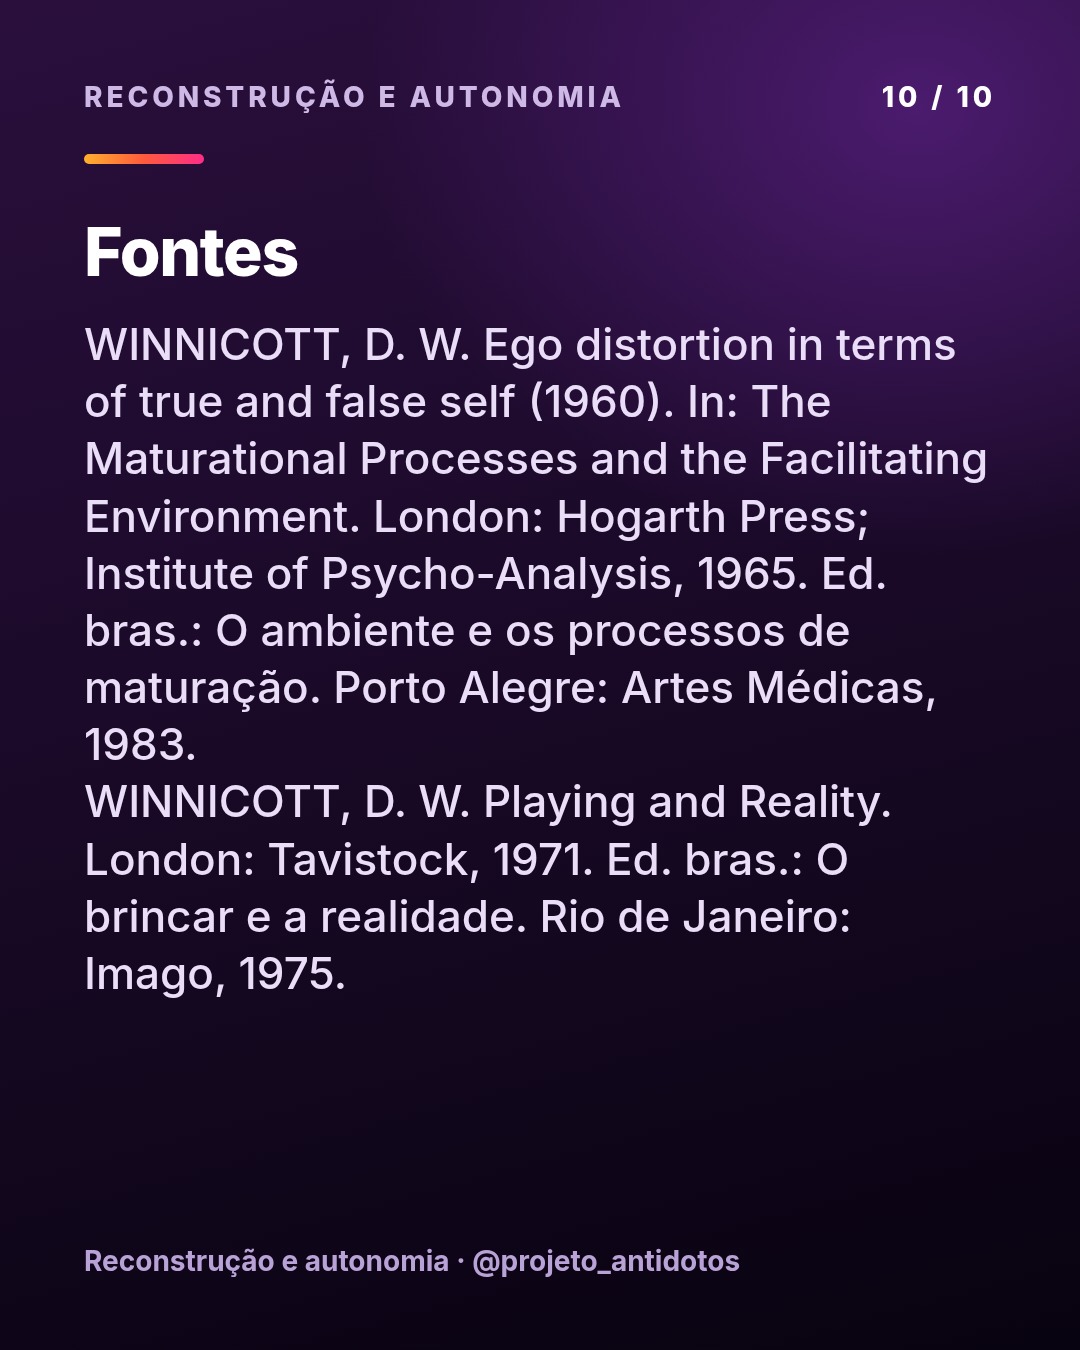 RECONSTRUÇÃO E AUTONOMIA
10 / 10
Fontes
WINNICOTT, D. W. Ego distortion in terms
of true and false self (1960). In: The
Maturational Processes and the Facilitating
Environment. London: Hogarth Press;
Institute of Psycho-Analysis, 1965. Ed.
bras.: O ambiente e os processos de
maturação. Porto Alegre: Artes Médicas,
1983.
WINNICOTT, D. W. Playing and Reality.
London: Tavistock, 1971. Ed. bras.: O
brincar e a realidade. Rio de Janeiro:
Imago, 1975.
Reconstrução e autonomia · @projeto_antidotos